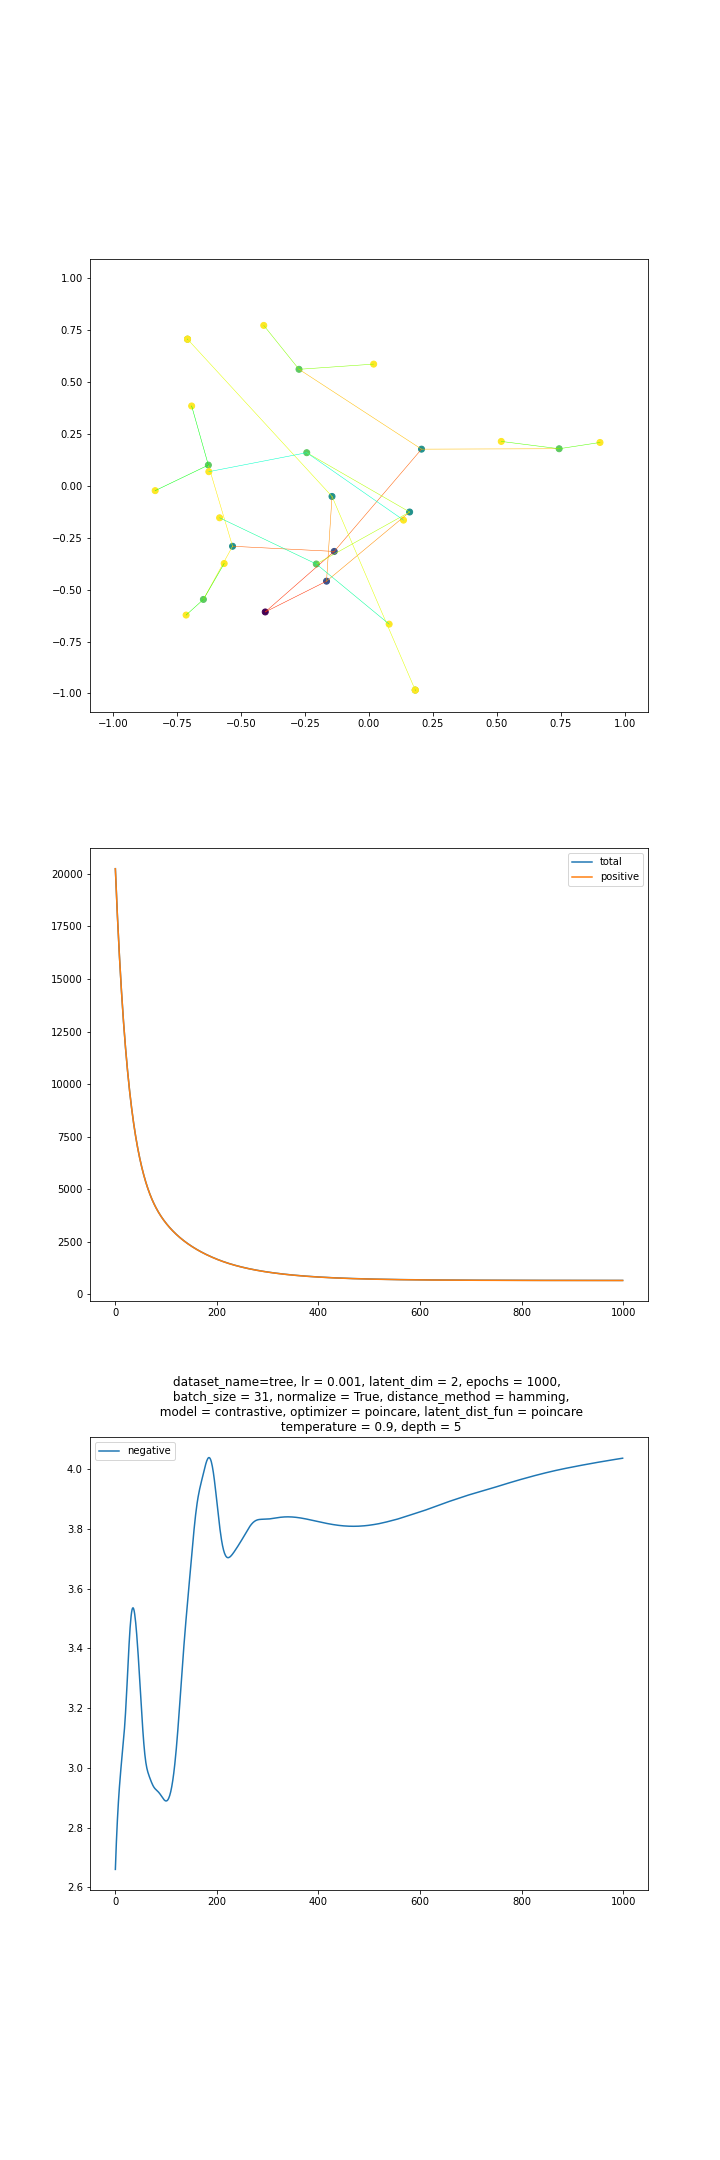 1.00
0.75
0.50
0.25
0.00
−0.25
−0.50
−0.75
−1.00
−1.00 −0.75 −0.50 −0.25 0.00 0.25 0.50 0.75 1.00
total
positive
20000
17500
15000
12500
10000
7500
5000
2500
0
0 200 400 600 800 1000
dataset_name=tree, lr = 0.001, latent_dim = 2, epochs = 1000,
batch_size = 31, normalize = True, distance_method = hamming,
model = contrastive, optimizer = poincare, latent_dist_fun = poincare
temperature = 0.9, depth = 5
negative
4.0
3.8
3.6
3.4
3.2
3.0
2.8
2.6
0 200 400 600 800 1000